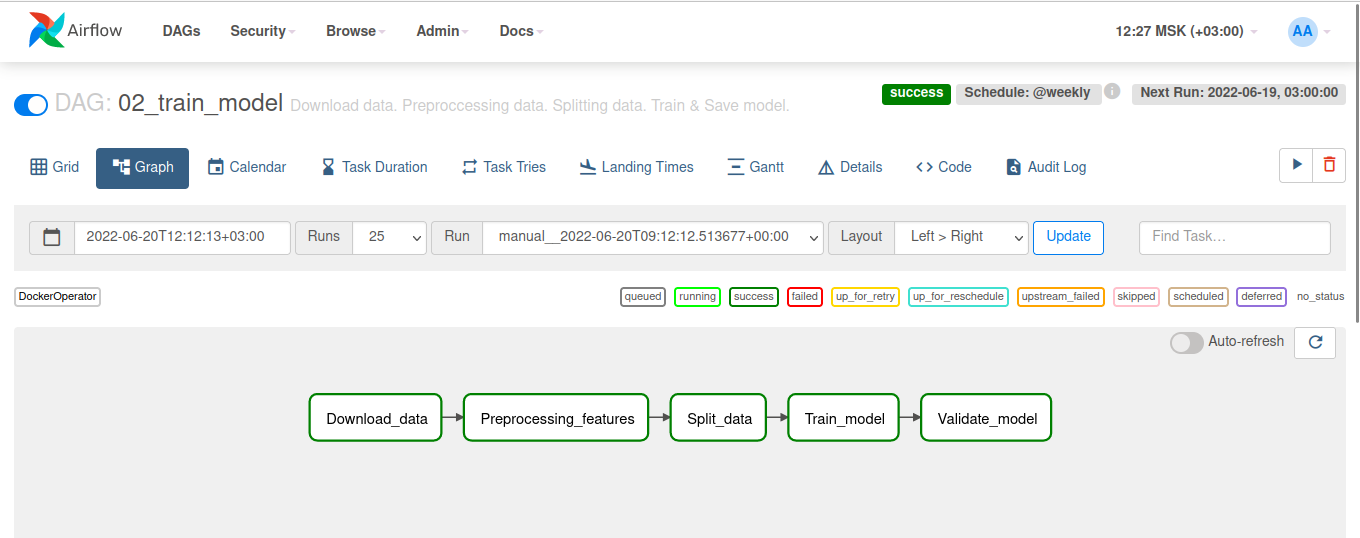 Airflow DAGs Security Browse Admin Docs 12:27 MSK (+03:00) AA
DAG: 02_train_model Download data. Preproccessing data. Splitting data. Train & Save model. success Schedule: @weekly i Next Run: 2022-06-19, 03:00:00
Grid Graph Calendar Task Duration Task Tries Landing Times Gantt Details Code Audit Log
2022-06-20T12:12:13+03:00 Runs 25 Run manual__2022-06-20T09:12:12.513677+00:00 Layout Left > Right Update Find Task...
DockerOperator queued running success failed up_for_retry up_for_reschedule upstream_failed skipped scheduled deferred no_status
Auto-refresh
Download_data Preprocessing_features Split_data Train_model Validate_model